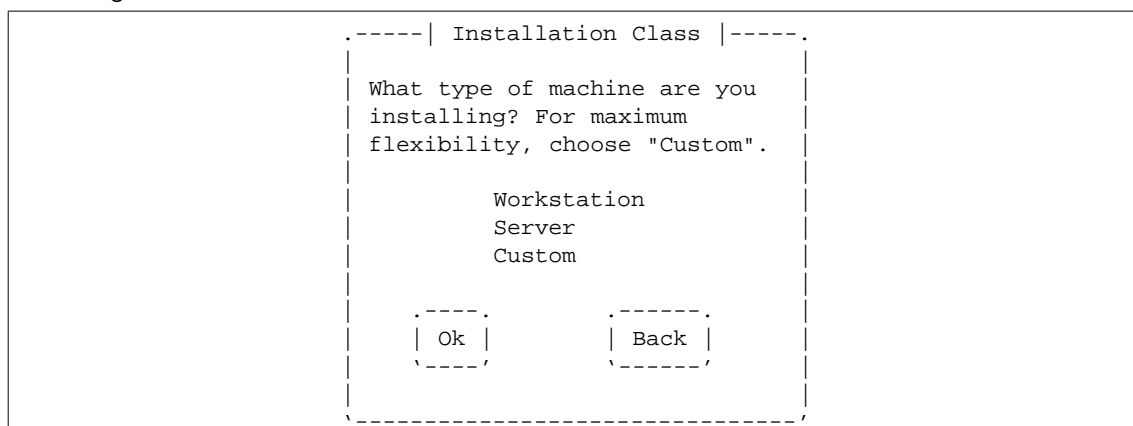 .-----| Installation Class |-----.
What type of machine are you
installing? For maximum
flexibility, choose "Custom".
Workstation
Server
Custom
.----. .------.
| Ok | | Back |
`----' `------'
`---------------------------------'